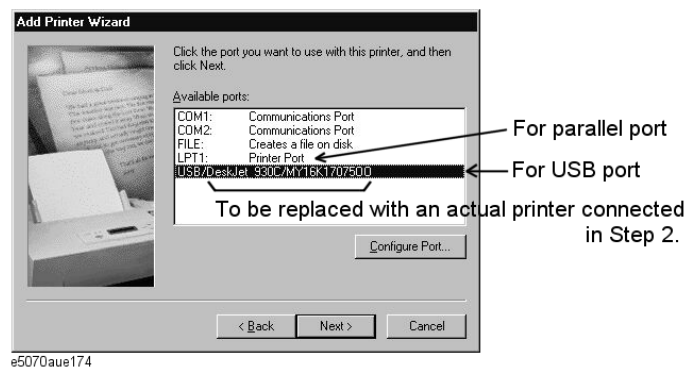 Add Printer Wizard
Click the port you want to use with this printer, and then
click Next.
Available ports:
COM1: Communications Port
COM2: Communications Port
FILE: Creates a file on disk
LPT1: Printer Port
USB/DeskJet 930C/MY16K170750O
For parallel port
For USB port
To be replaced with an actual printer connected
in Step 2.
Configure Port...
< Back
Next >
Cancel
e5070aue174